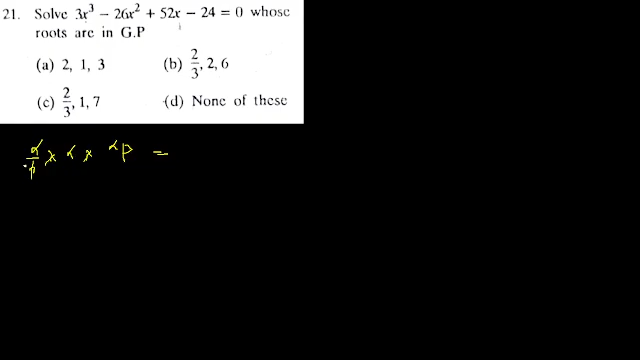 21. Solve 3x³ − 26x² + 52x − 24 = 0 whose
roots are in G.P
(a) 2, 1, 3 (b) 2/3, 2, 6
(c) 2/3, 1, 7 (d) None of these
α/p × α × αp =